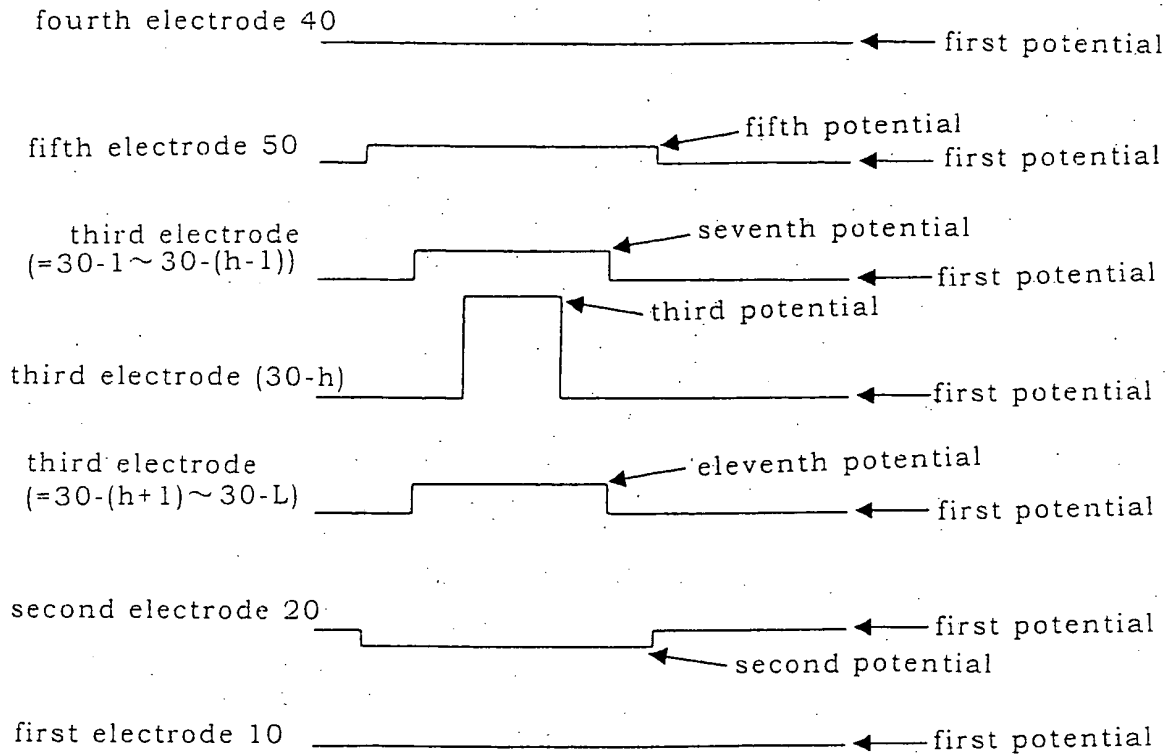 fourth electrode 40
first potential
fifth potential
fifth electrode 50
first potential
third electrode
(=30-1~30-(h-1))
seventh potential
first potential
third potential
third electrode (30-h)
first potential
third electrode
(=30-(h+1)~30-L)
eleventh potential
first potential
second electrode 20
first potential
second potential
first electrode 10
first potential